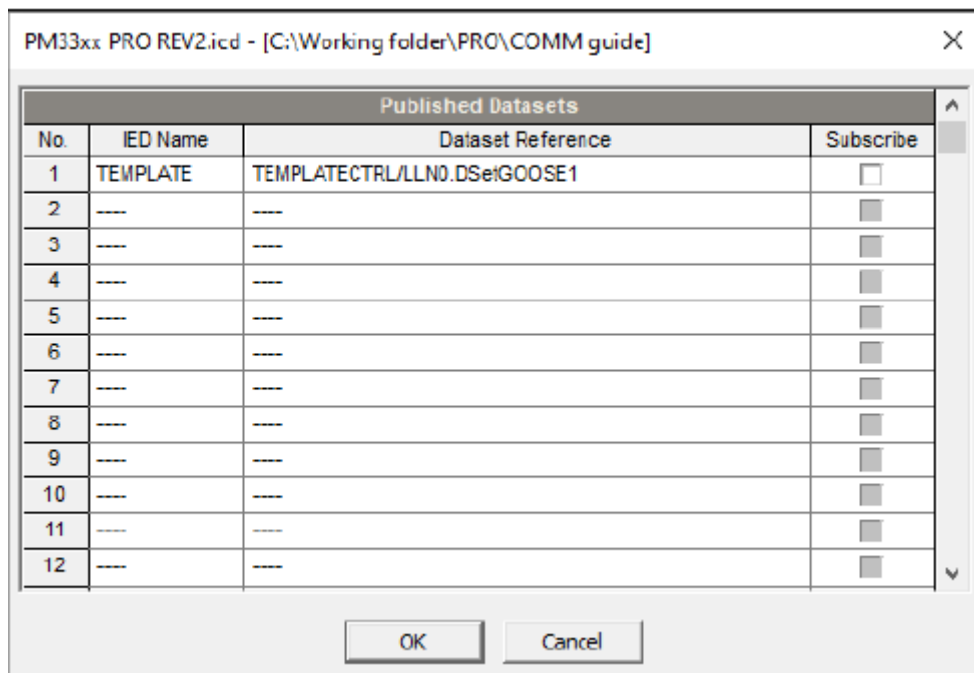 PM33xx PRO REV2.icd - [C:\Working folder\PRO\COMM guide]
Published Datasets
No. IED Name Dataset Reference Subscribe
1 TEMPLATE TEMPLATECTRL/LLN0.DSetGOOSE1
2 ---- ----
3 ---- ----
4 ---- ----
5 ---- ----
6 ---- ----
7 ---- ----
8 ---- ----
9 ---- ----
10 ---- ----
11 ---- ----
12 ---- ----
OK Cancel